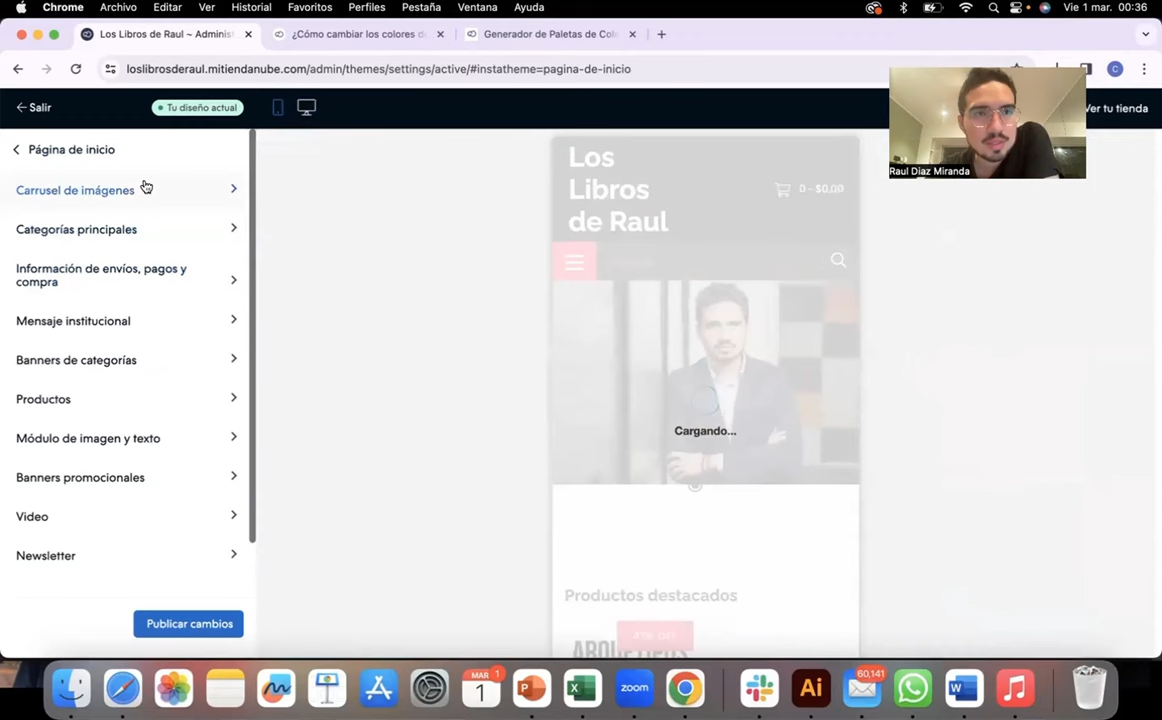 Chrome Archivo Editar Ver Historial Favoritos Perfiles Pestaña Ventana Ayuda Vie 1 mar. 00:36
Los Libros de Raul ~ Administ
¿Cómo cambiar los colores d
Generador de Paletas de Col
loslibrosderaul.mitiendanube.com/admin/themes/settings/active/#instatheme=pagina-de-inicio
C
Salir
Tu diseño actual
Ver tu tienda
Raul Diaz Miranda
Página de inicio
Carrusel de imágenes
Categorías principales
Información de envíos, pagos y
compra
Mensaje institucional
Banners de categorías
Productos
Módulo de imagen y texto
Banners promocionales
Video
Newsletter
Publicar cambios
Los
Libros
de Raul
0 - $0,00
Cargando...
Productos destacados
MAR
1
zoom
Ai
60,141